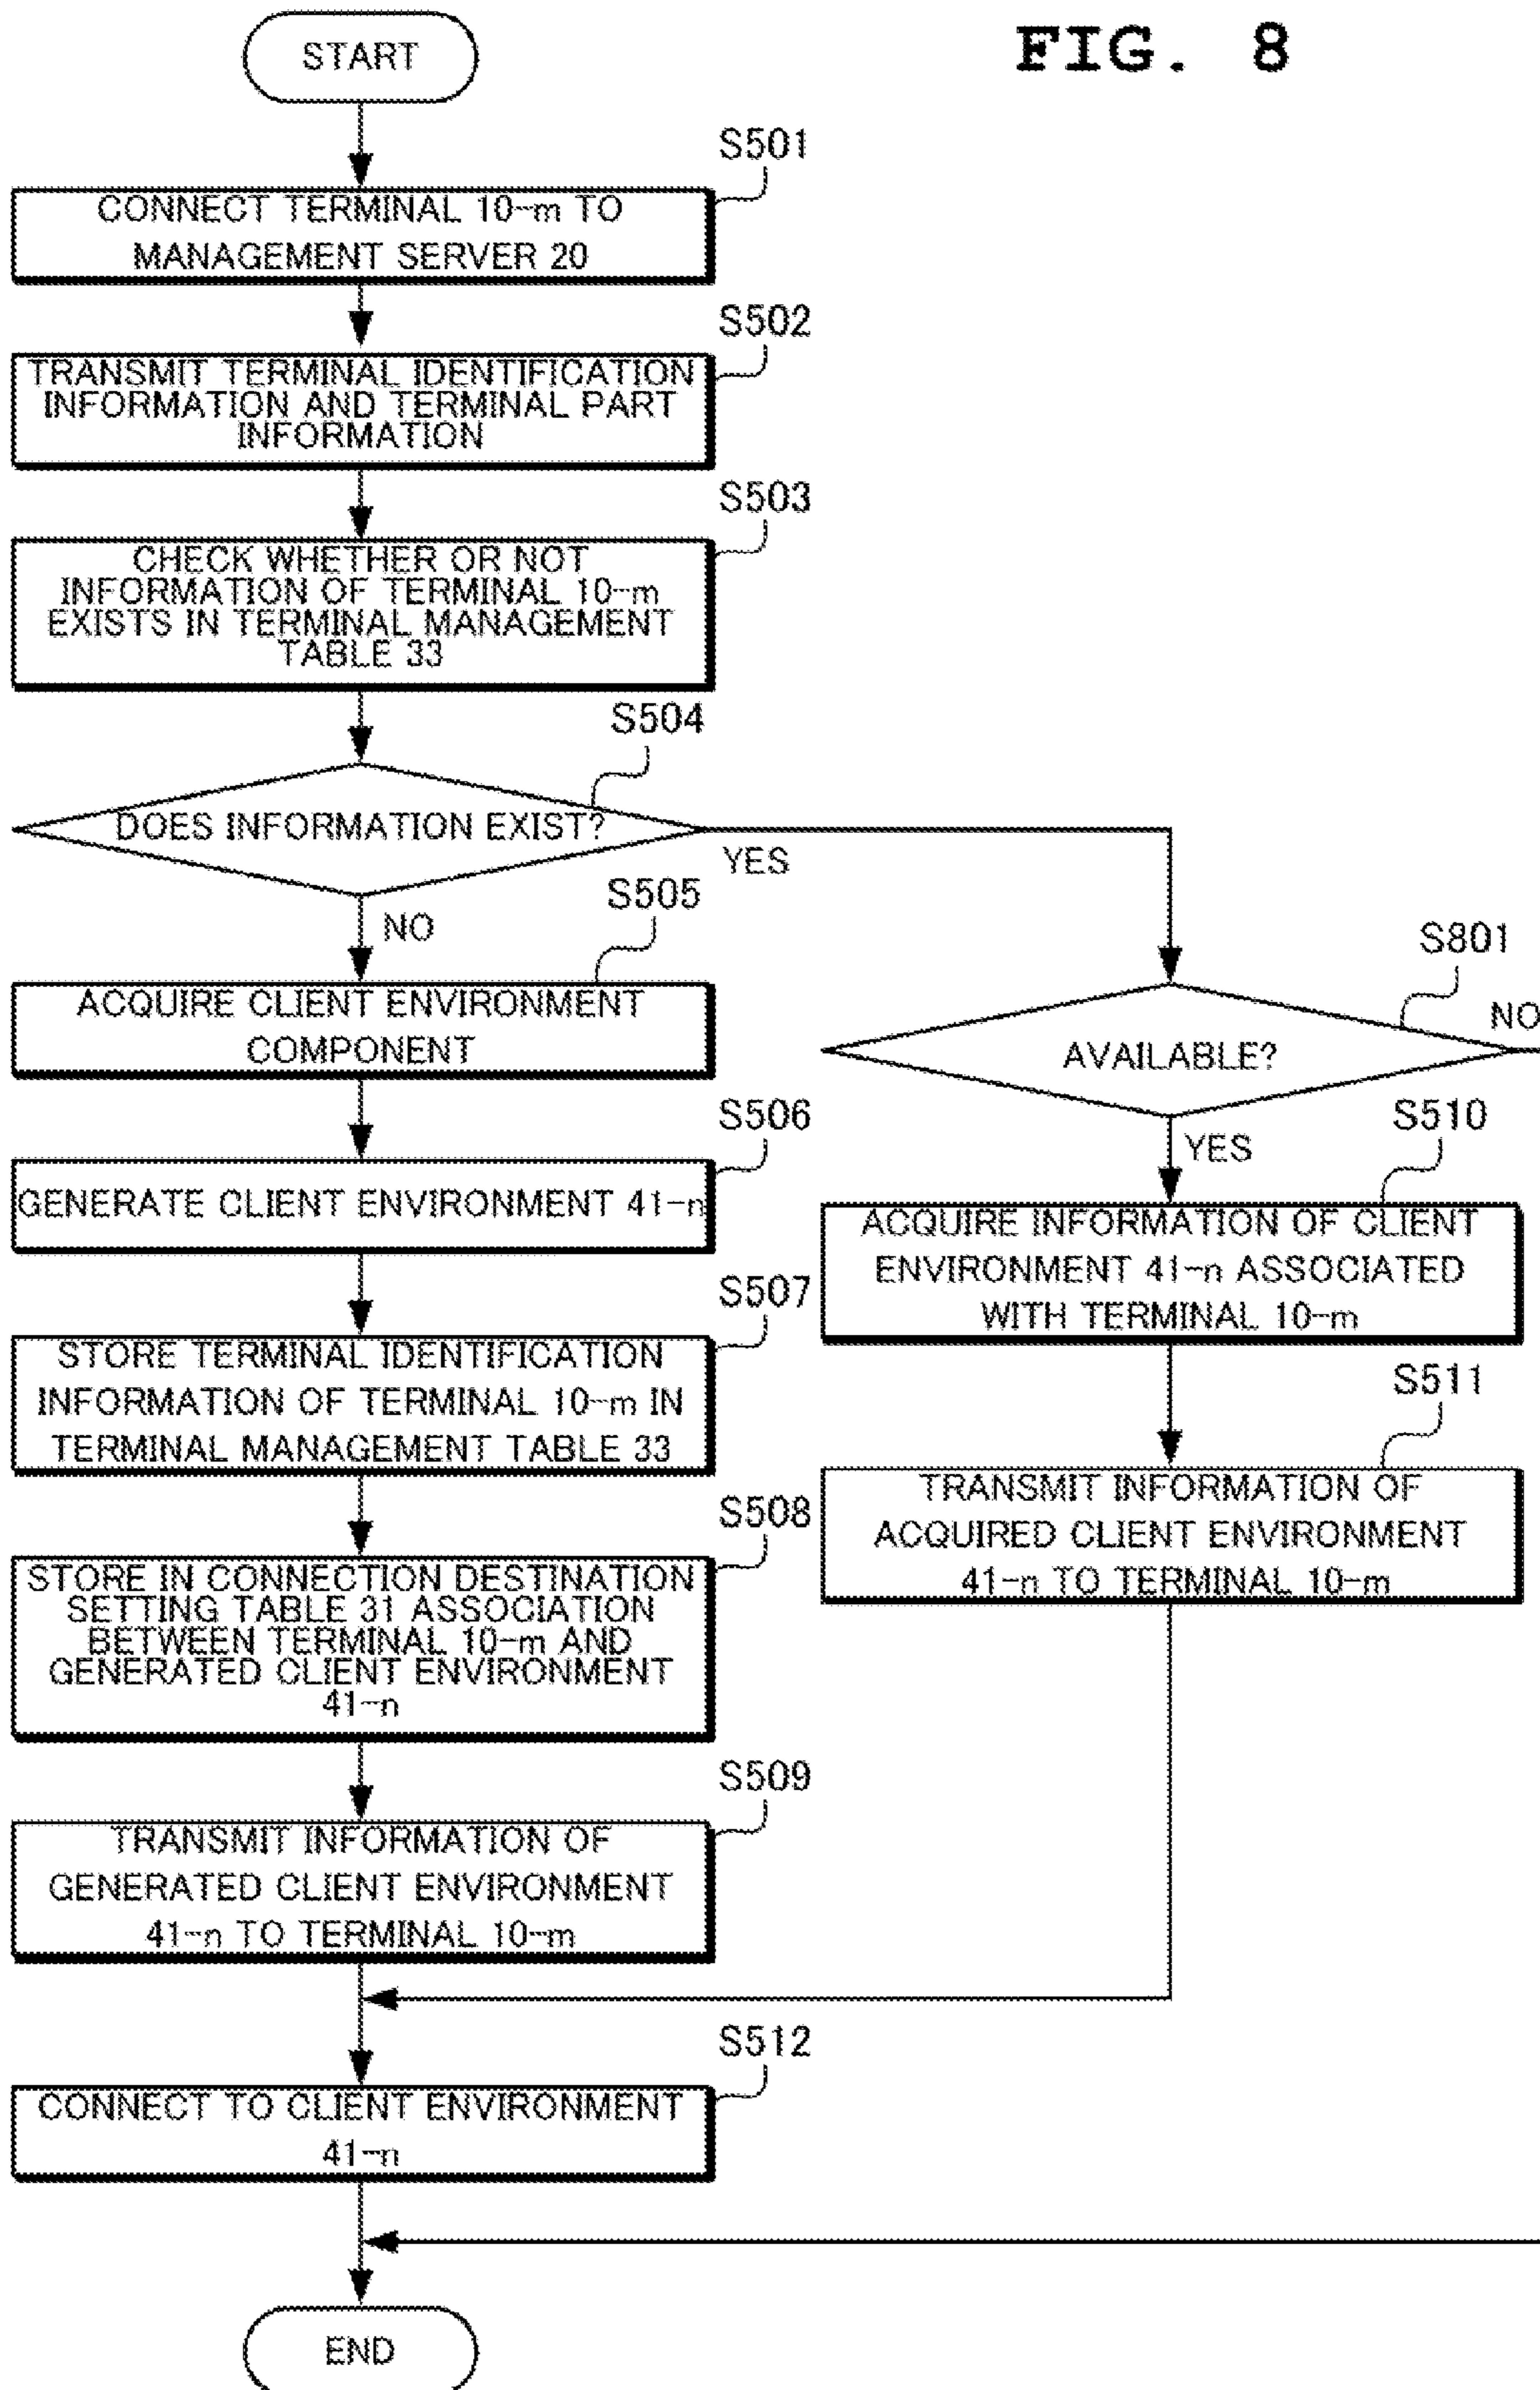 FIG. 8
START
S501
CONNECT TERMINAL 10-m TO
MANAGEMENT SERVER 20
S502
TRANSMIT TERMINAL IDENTIFICATION
INFORMATION AND TERMINAL PART
INFORMATION
S503
CHECK WHETHER OR NOT
INFORMATION OF TERMINAL 10-m
EXISTS IN TERMINAL MANAGEMENT
TABLE 33
S504
DOES INFORMATION EXIST?
YES
NO
S505
ACQUIRE CLIENT ENVIRONMENT
COMPONENT
S506
GENERATE CLIENT ENVIRONMENT 41-n
S507
STORE TERMINAL IDENTIFICATION
INFORMATION OF TERMINAL 10-m IN
TERMINAL MANAGEMENT TABLE 33
S508
STORE IN CONNECTION DESTINATION
SETTING TABLE 31 ASSOCIATION
BETWEEN TERMINAL 10-m AND
GENERATED CLIENT ENVIRONMENT
41-n
S509
TRANSMIT INFORMATION OF
GENERATED CLIENT ENVIRONMENT
41-n TO TERMINAL 10-m
S801
NO
AVAILABLE?
YES
S510
ACQUIRE INFORMATION OF CLIENT
ENVIRONMENT 41-n ASSOCIATED
WITH TERMINAL 10-m
S511
TRANSMIT INFORMATION OF
ACQUIRED CLIENT ENVIRONMENT
41-n TO TERMINAL 10-m
S512
CONNECT TO CLIENT ENVIRONMENT
41-n
END